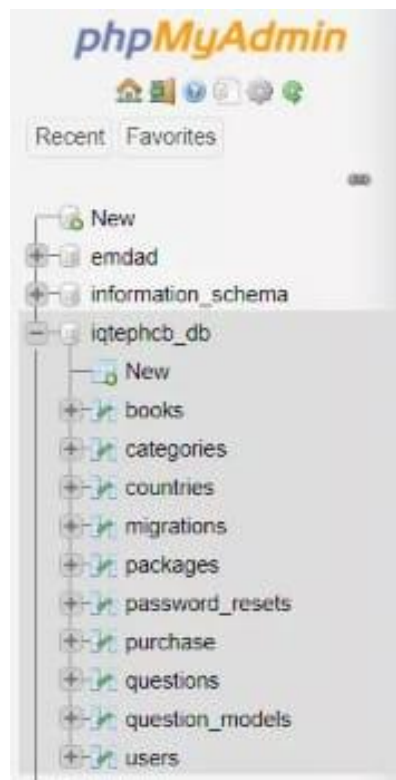 phpMyAdmin
Recent Favorites
New
emdad
information_schema
iqtephcb_db
New
books
categories
countries
migrations
packages
password_resets
purchase
questions
question_models
users